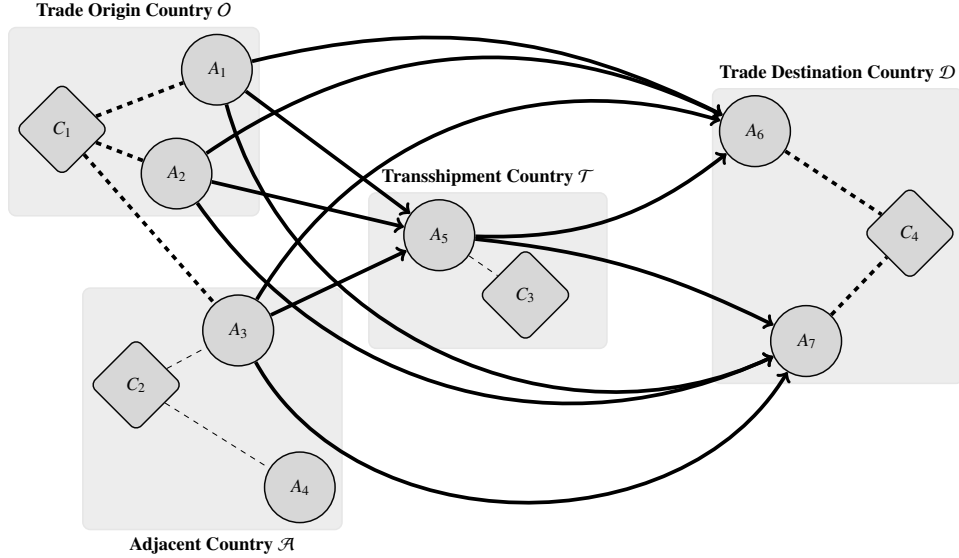 Trade Origin Country 𝒪
A₁
C₁
A₂
Trade Destination Country 𝒟
A₆
C₄
A₇
Transshipment Country 𝒯
A₅
C₃
A₃
C₂
A₄
Adjacent Country 𝒜